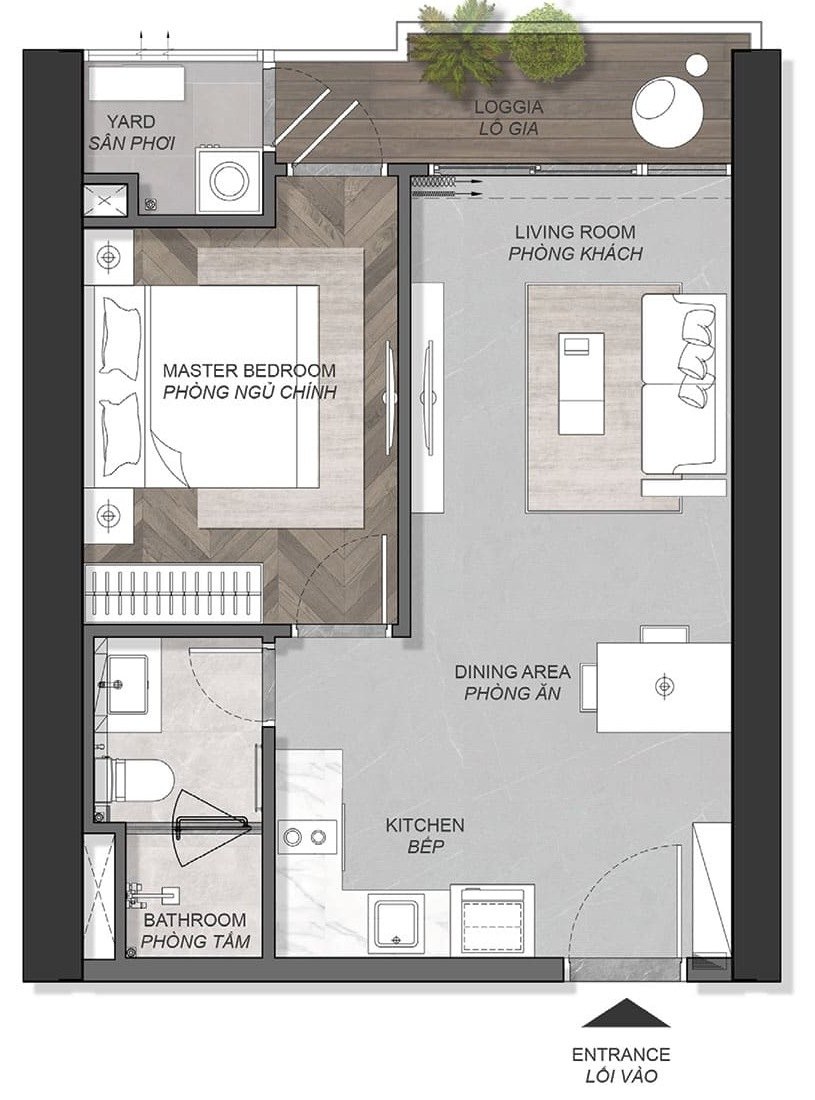 YARD
SÂN PHƠI
LOGGIA
LÔ GIA
LIVING ROOM
PHÒNG KHÁCH
MASTER BEDROOM
PHÒNG NGỦ CHÍNH
DINING AREA
PHÒNG ĂN
KITCHEN
BẾP
BATHROOM
PHÒNG TẮM
ENTRANCE
LỐI VÀO